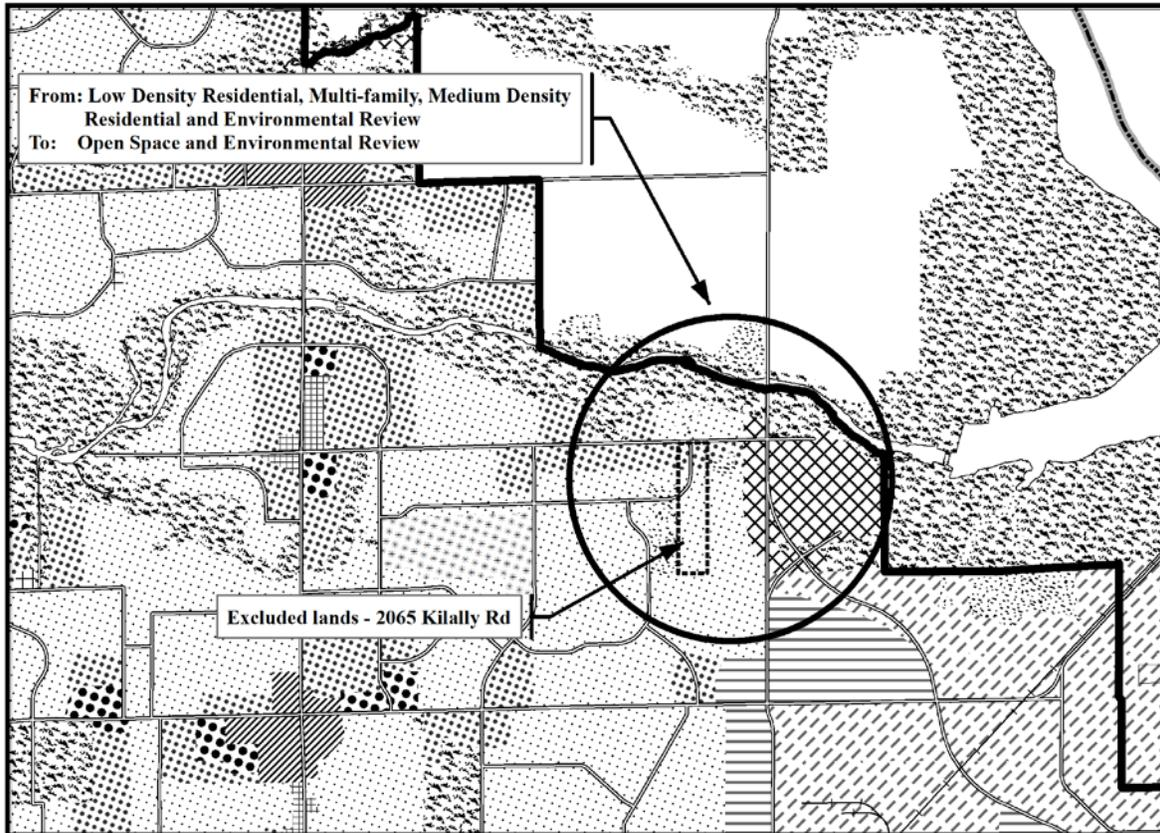 From: Low Density Residential, Multi-family, Medium Density
Residential and Environmental Review
To: Open Space and Environmental Review
Excluded lands - 2065 Kilally Rd